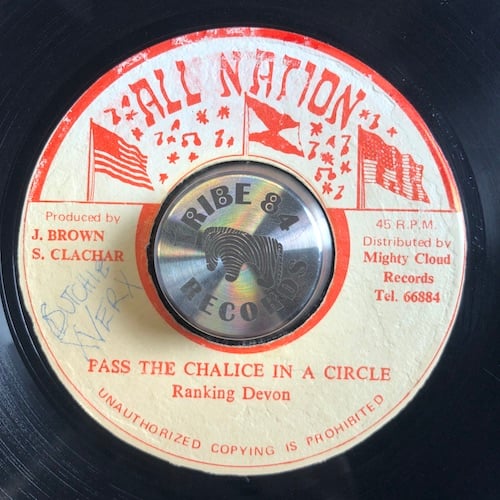 ALL NATION
Produced by
J. BROWN
S. CLACHAR
45 R.P.M.
Distributed by
Mighty Cloud
Records
Tel. 66884
TRIBE 84
RECORDS
PASS THE CHALICE IN A CIRCLE
Ranking Devon
UNAUTHORIZED COPYING IS PROHIBITED